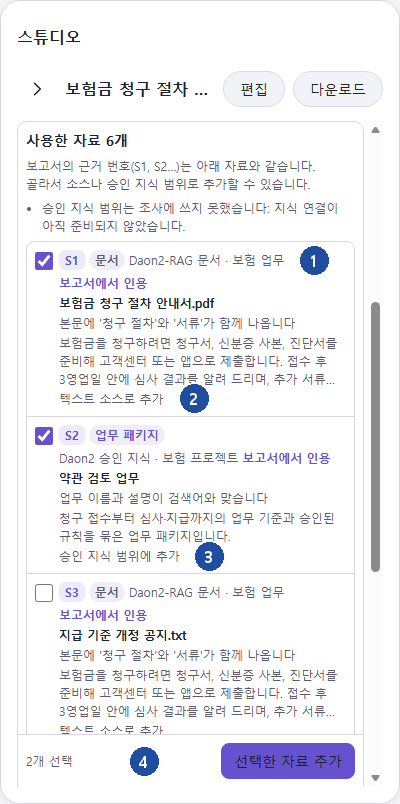 스튜디오
보험금 청구 절차 ...
편집
다운로드
사용한 자료 6개
보고서의 근거 번호(S1, S2...)는 아래 자료와 같습니다.
골라서 소스나 승인 지식 범위로 추가할 수 있습니다.
• 승인 지식 범위는 조사에 쓰지 못했습니다: 지식 연결이
아직 준비되지 않았습니다.
S1 문서 Daon2-RAG 문서 · 보험 업무 1
보고서에서 인용
보험금 청구 절차 안내서.pdf
본문에 '청구 절차'와 '서류'가 함께 나옵니다
보험금을 청구하려면 청구서, 신분증 사본, 진단서를
준비해 고객센터 또는 앱으로 제출합니다. 접수 후
3영업일 안에 심사 결과를 알려 드리며, 추가 서류...
텍스트 소스로 추가 2
S2 업무 패키지
Daon2 승인 지식 · 보험 프로젝트 보고서에서 인용
약관 검토 업무
업무 이름과 설명이 검색어와 맞습니다
청구 접수부터 심사·지급까지의 업무 기준과 승인된
규칙을 묶은 업무 패키지입니다.
승인 지식 범위에 추가 3
S3 문서 Daon2-RAG 문서 · 보험 업무
보고서에서 인용
지급 기준 개정 공지.txt
본문에 '청구 절차'와 '서류'가 함께 나옵니다
보험금을 청구하려면 청구서, 신분증 사본, 진단서를
준비해 고객센터 또는 앱으로 제출합니다. 접수 후
3영업일 안에 심사 결과를 알려 드리며, 추가 서류...
텍스트 소스로 추가
2개 선택 4
선택한 자료 추가